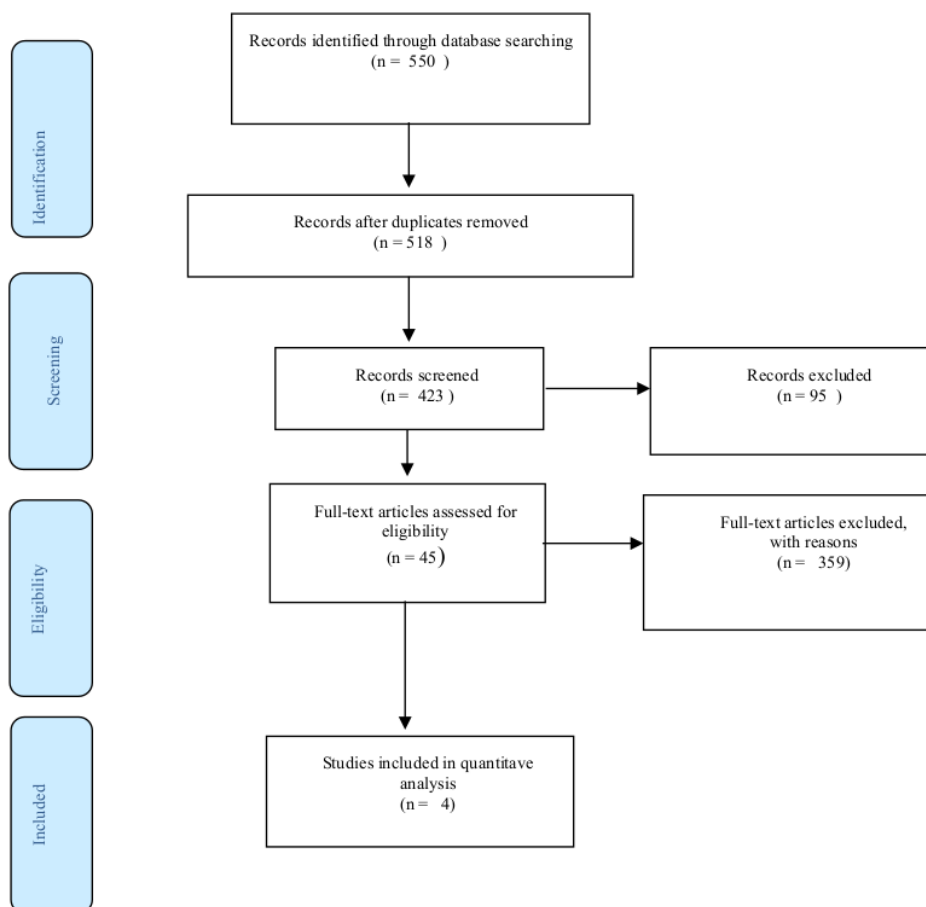 Identification
Records identified through database searching
(n = 550 )
Records after duplicates removed
(n = 518 )
Screening
Records screened
(n = 423 )
Records excluded
(n = 95 )
Eligibility
Full-text articles assessed for
eligibility
(n = 45)
Full-text articles excluded,
with reasons
(n = 359)
Included
Studies included in quantitave
analysis
(n = 4)